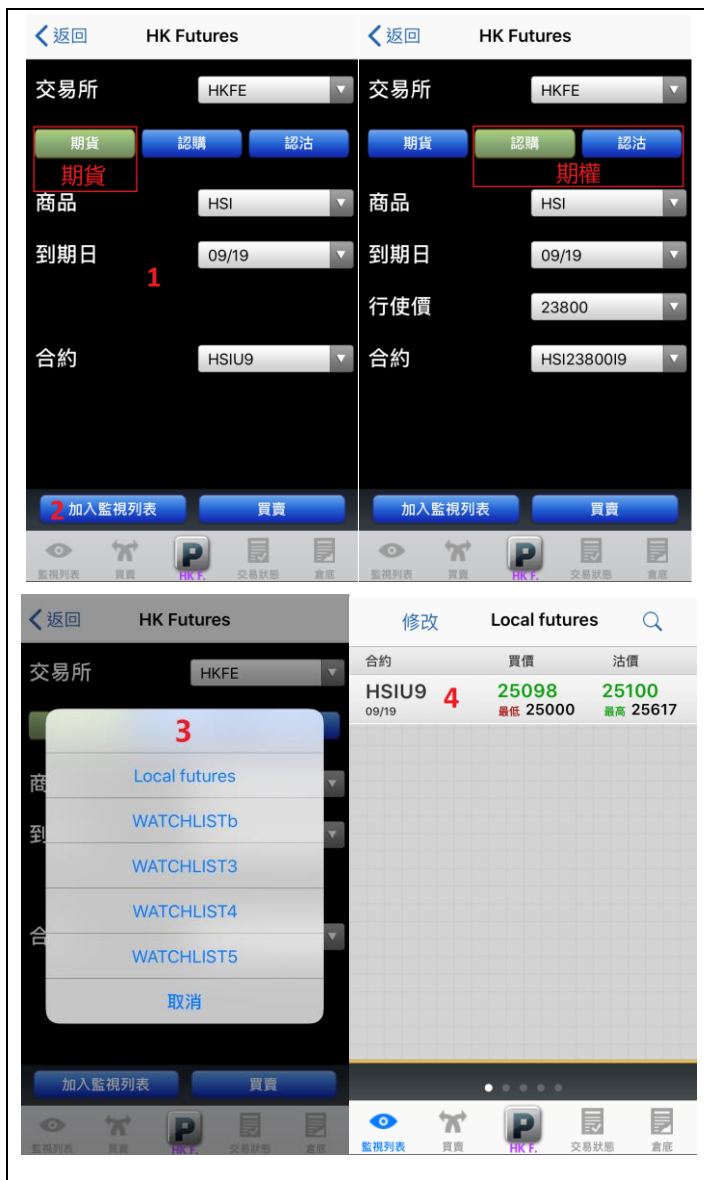 返回 HK Futures
交易所 HKFE
期貨 認購 認沽
期貨
商品 HSI
到期日 09/19
1
合約 HSIU9
2 加入監視列表 買賣
監視列表 買賣 HK F. 交易狀態 倉底
返回 HK Futures
交易所 HKFE
期貨 認購 認沽
期權
商品 HSI
到期日 09/19
行使價 23800
合約 HSI23800I9
加入監視列表 買賣
監視列表 買賣 HK F. 交易狀態 倉底
返回 HK Futures
交易所 HKFE
3
Local futures
商
WATCHLISTb
到
WATCHLIST3
WATCHLIST4
合
WATCHLIST5
取消
加入監視列表 買賣
監視列表 買賣 HK F. 交易狀態 倉底
修改 Local futures
合約 買價 沽價
HSIU9 4 25098 25100
09/19 最低 25000 最高 25617
監視列表 買賣 HK F. 交易狀態 倉底